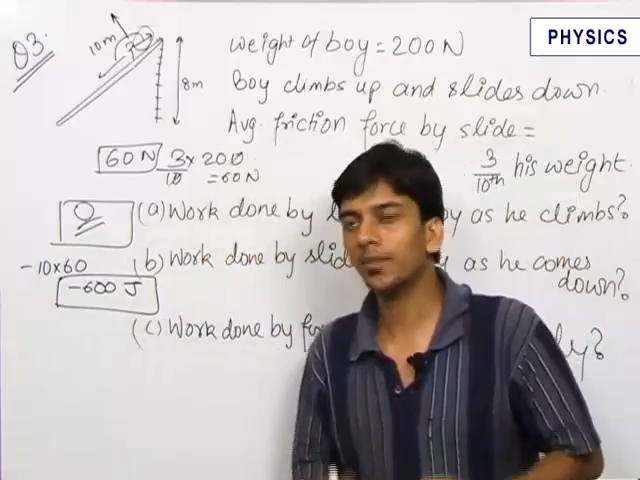 PHYSICS
Q3.
10m
8m
weight of boy = 200 N
Boy climbs up and slides down.
Avg. friction force by slide =
3/10th his weight.
60 N 3/10 × 200
= 60 N
0 (a) Work done by as he climbs?
(b) Work done by as he comes
down?
-10×60
-600 J
(c) Work done by